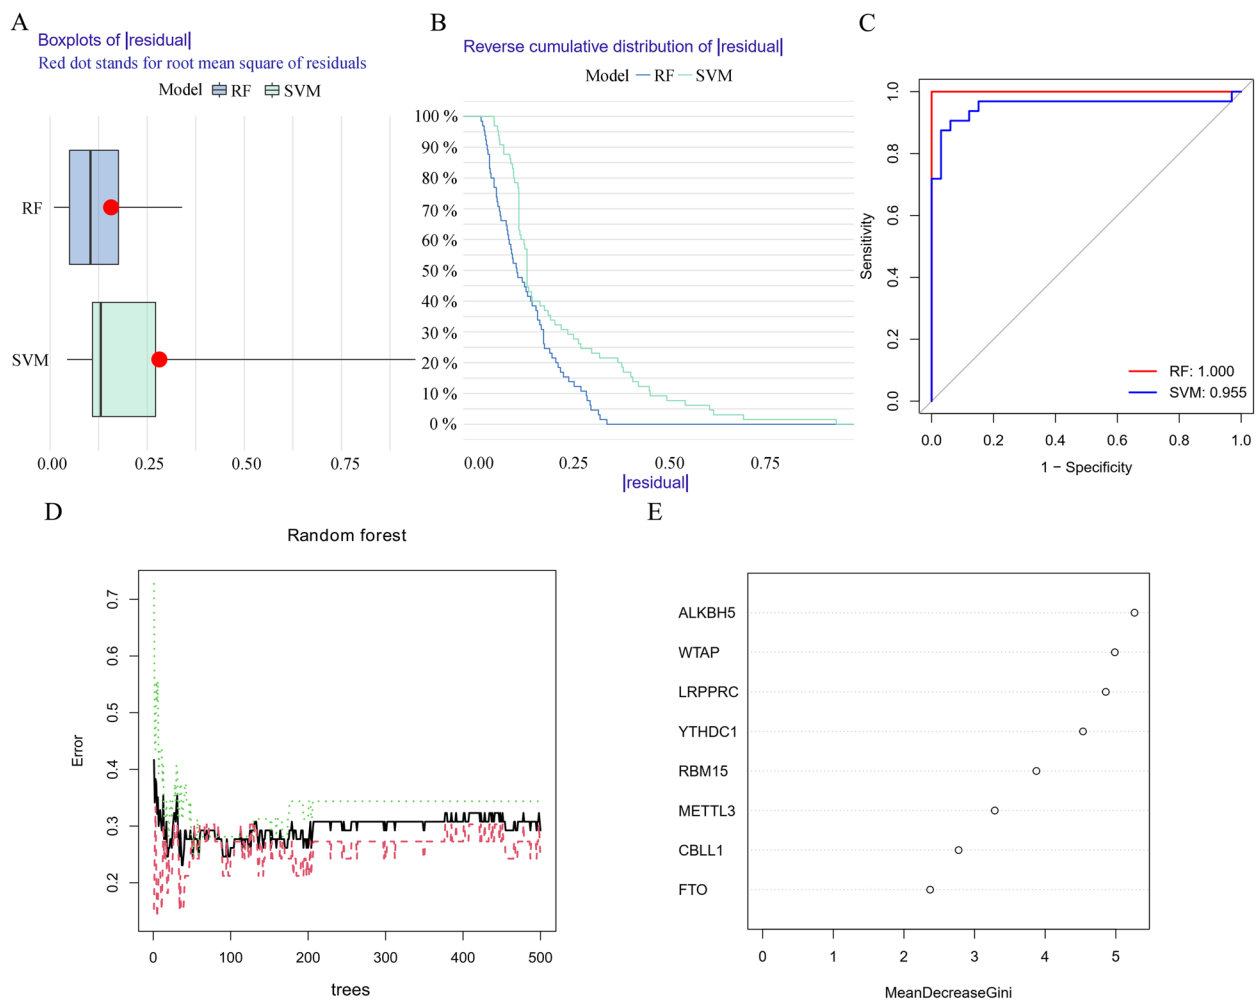 A
Boxplots of |residual|
Red dot stands for root mean square of residuals
Model RF SVM
RF
SVM
0.00 0.25 0.50 0.75
B
Reverse cumulative distribution of |residual|
Model RF SVM
100 %
90 %
80 %
70 %
60 %
50 %
40 %
30 %
20 %
10 %
0 %
0.00 0.25 0.50 0.75
|residual|
C
Sensitivity
1.0
0.8
0.6
0.4
0.2
0.0
RF: 1.000
SVM: 0.955
0.0 0.2 0.4 0.6 0.8 1.0
1 − Specificity
D
Random forest
Error
0.7
0.6
0.5
0.4
0.3
0.2
0 100 200 300 400 500
trees
E
ALKBH5
WTAP
LRPPRC
YTHDC1
RBM15
METTL3
CBLL1
FTO
0 1 2 3 4 5
MeanDecreaseGini